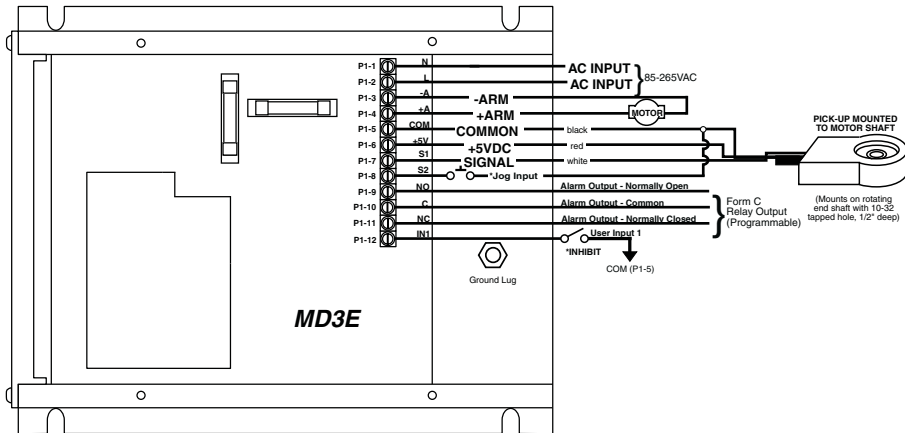 P1-1 N AC INPUT
P1-2 L AC INPUT
85-265VAC
P1-3 -A -ARM
P1-4 +A +ARM
MOTOR
P1-5 COM COMMON black
P1-6 +5V +5VDC red
P1-7 S1 SIGNAL white
P1-8 S2 *Jog Input
P1-9 NO Alarm Output - Normally Open
P1-10 C Alarm Output - Common
P1-11 NC Alarm Output - Normally Closed
P1-12 IN1 User Input 1
*INHIBIT
COM (P1-5)
Form C
Relay Output
(Programmable)
PICK-UP MOUNTED
TO MOTOR SHAFT
(Mounts on rotating
end shaft with 10-32
tapped hole, 1/2" deep)
Ground Lug
MD3E